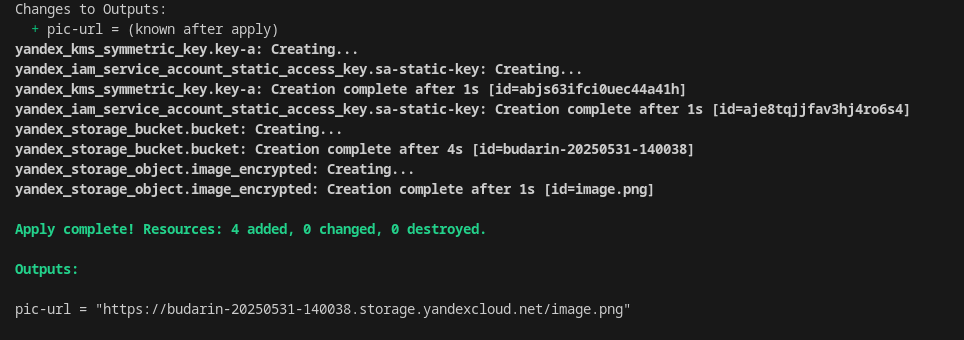 Changes to Outputs:
  + pic-url = (known after apply)
yandex_kms_symmetric_key.key-a: Creating...
yandex_iam_service_account_static_access_key.sa-static-key: Creating...
yandex_kms_symmetric_key.key-a: Creation complete after 1s [id=abjs63ifci0uec44a41h]
yandex_iam_service_account_static_access_key.sa-static-key: Creation complete after 1s [id=aje8tqjjfav3hj4ro6s4]
yandex_storage_bucket.bucket: Creating...
yandex_storage_bucket.bucket: Creation complete after 4s [id=budarin-20250531-140038]
yandex_storage_object.image_encrypted: Creating...
yandex_storage_object.image_encrypted: Creation complete after 1s [id=image.png]

Apply complete! Resources: 4 added, 0 changed, 0 destroyed.

Outputs:

pic-url = "https://budarin-20250531-140038.storage.yandexcloud.net/image.png"